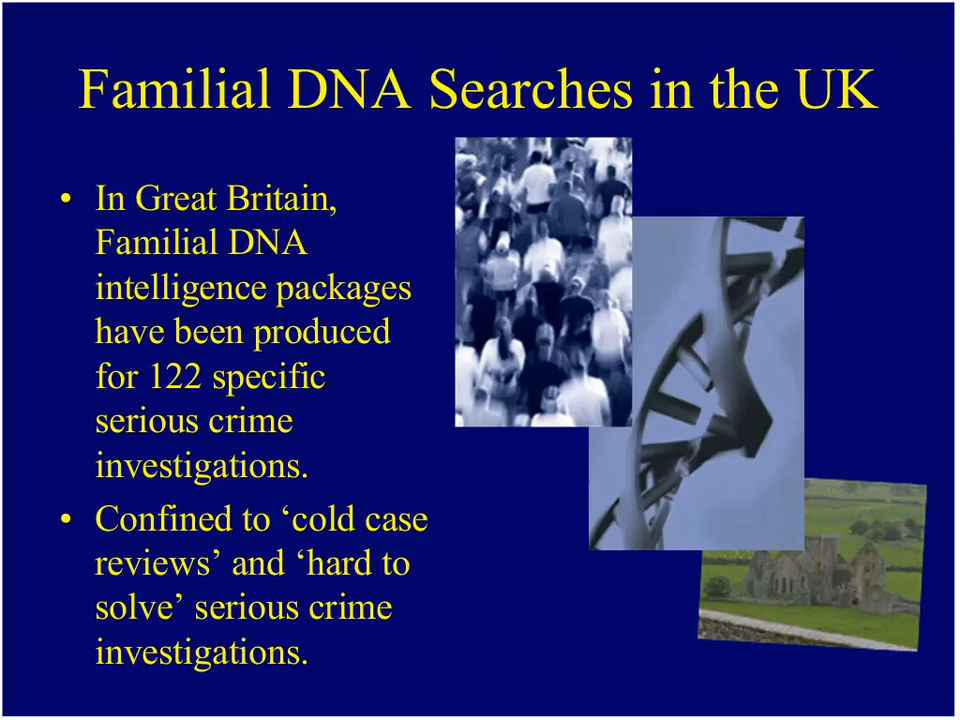 Familial DNA Searches in the UK
• In Great Britain,
Familial DNA
intelligence packages
have been produced
for 122 specific
serious crime
investigations.
• Confined to ‘cold case
reviews’ and ‘hard to
solve’ serious crime
investigations.